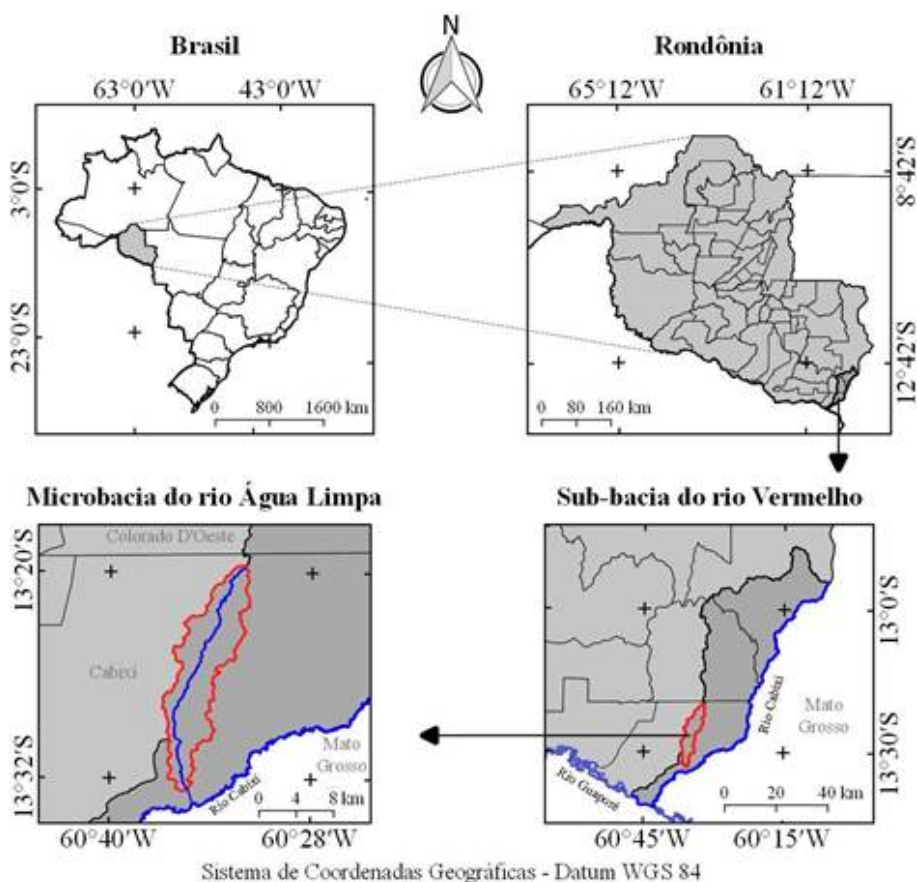 N
Brasil
63°0'W 43°0'W
3°0'S
23°0'S
0 800 1600 km
Rondônia
65°12'W 61°12'W
8°42'S
12°42'S
0 80 160 km
Microbacia do rio Água Limpa
Colorado D'Oeste
13°20'S
Cabixi
13°32'S
Mato
Grosso
Rio Cabixi
0 4 8 km
60°40'W 60°28'W
Sub-bacia do rio Vermelho
13°0'S
Rio Cabixi
Mato
Grosso
13°30'S
Rio Guaporé
0 20 40 km
60°45'W 60°15'W
Sistema de Coordenadas Geográficas - Datum WGS 84